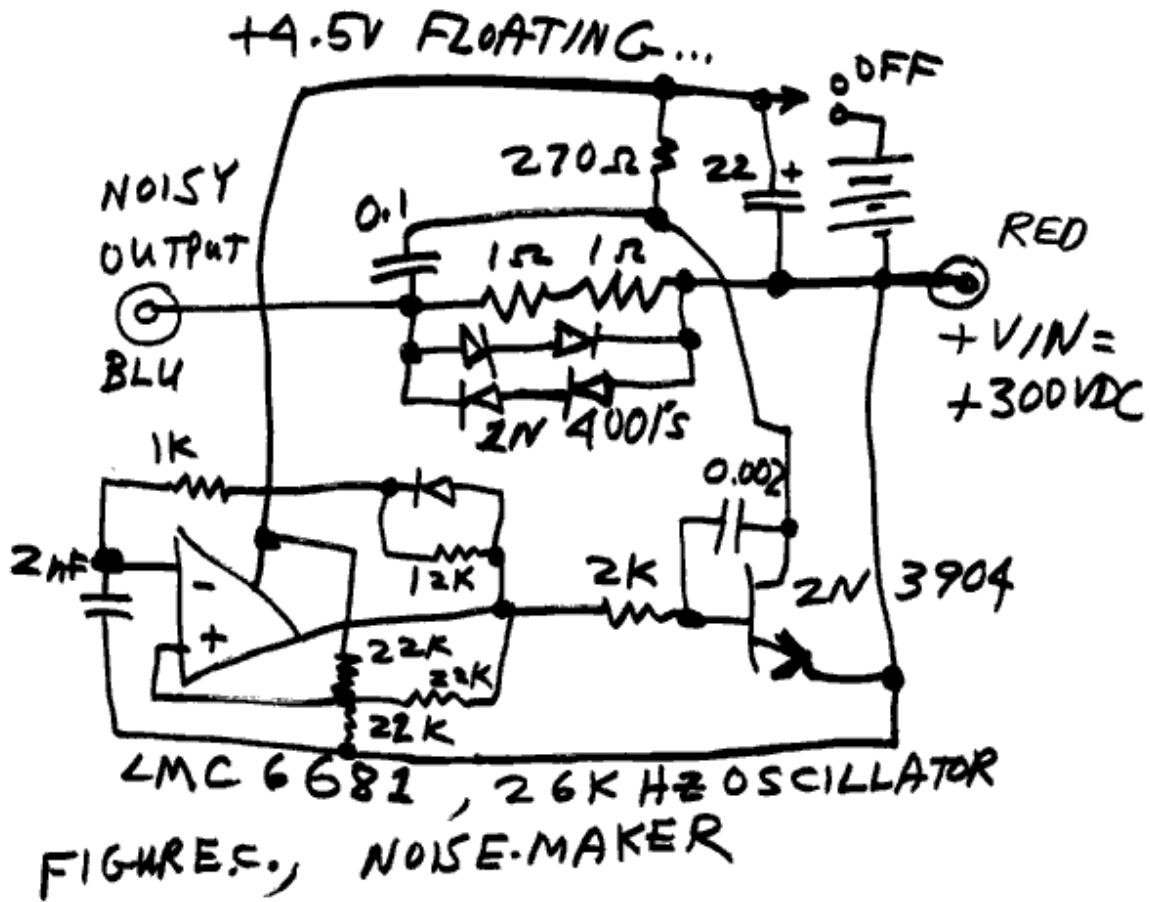 +4.5V FLOATING...
OFF
270Ω
22 +
NOISY
OUTPUT
0.1
1Ω 1Ω
RED
BLU
+VIN=
+300VDC
2N 4001'S
1K
0.002
2nF
12K
2K
2N 3904
-
+
22K
22K
22K
LMC 6681, 26KHZ OSCILLATOR
FIGURE.C., NOISE-MAKER